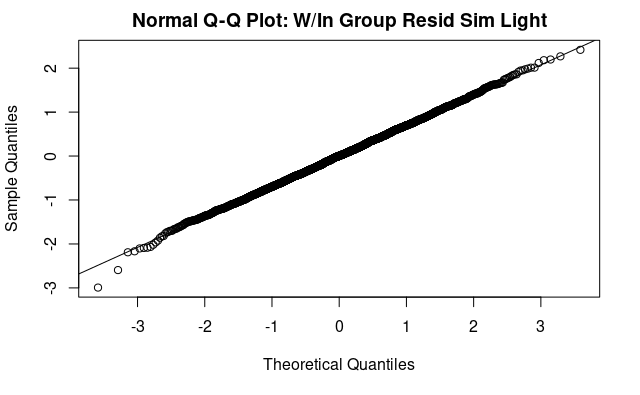 Normal Q-Q Plot: W/In Group Resid Sim Light
Sample Quantiles
2
1
0
-1
-2
-3
-3 -2 -1 0 1 2 3
Theoretical Quantiles